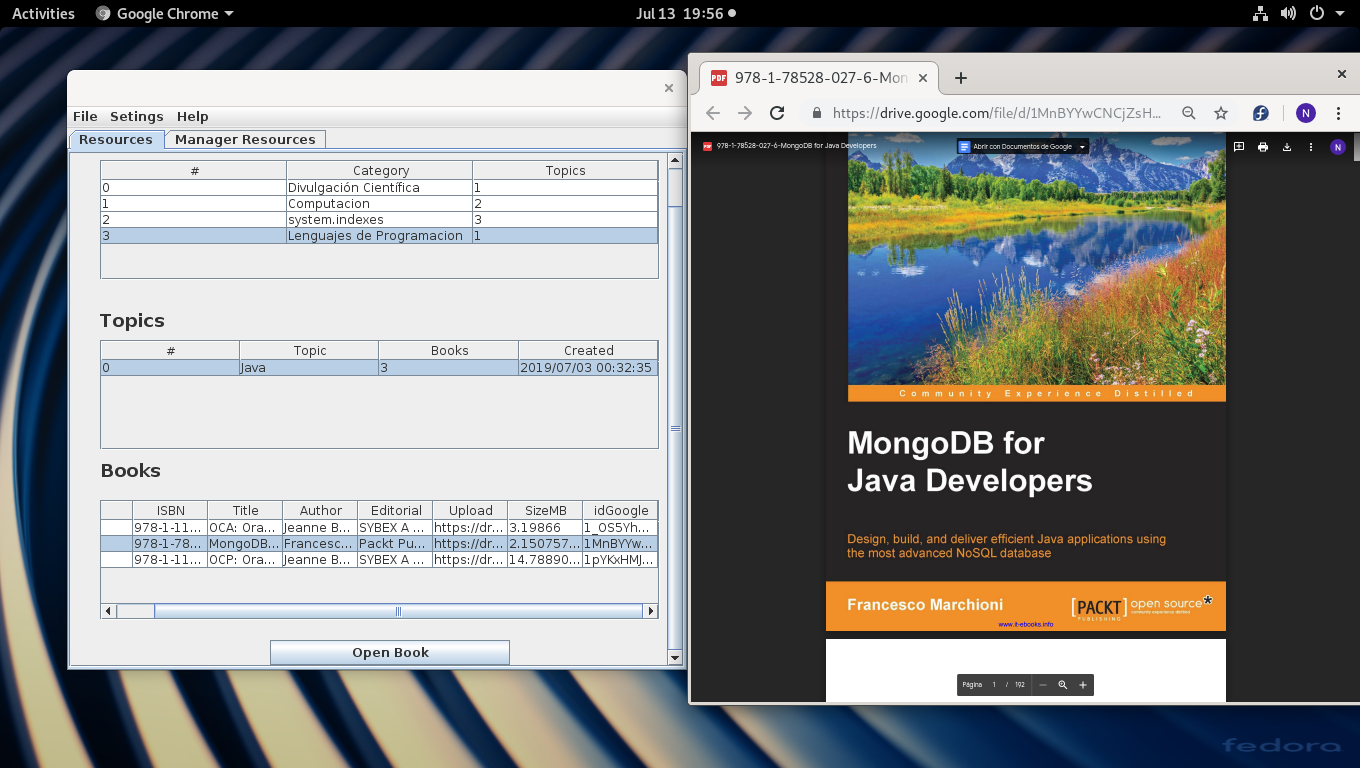 Activities Google Chrome Jul 13 19:56
File Setings Help
Resources Manager Resources
# Category Topics
0 Divulgación Científica 1
1 Computacion 2
2 system.indexes 3
3 Lenguajes de Programacion 1
Topics
# Topic Books Created
0 Java 3 2019/07/03 00:32:35
Books
ISBN Title Author Editorial Upload SizeMB idGoogle
978-1-11... OCA: Ora... Jeanne B... SYBEX A ... https://dr... 3.19866 1_OS5Yh...
978-1-78... MongoDB... Francesc... Packt Pu... https://dr... 2.150757... 1MnBYYw...
978-1-11... OCP: Ora... Jeanne B... SYBEX A ... https://dr... 14.78890... 1pYKxHMJ...
Open Book
PDF 978-1-78528-027-6-Mon
https://drive.google.com/file/d/1MnBYYwCNCjZsH... N
PDF 978-1-78528-027-6-MongoDB for Java Developers Abrir con Documentos de Google N
Community Experience Distilled
MongoDB for
Java Developers
Design, build, and deliver efficient Java applications using
the most advanced NoSQL database
Francesco Marchioni
[PACKT] open source*
PUBLISHING community experience distilled
www.it-ebooks.info
Página 1 / 192
fedora